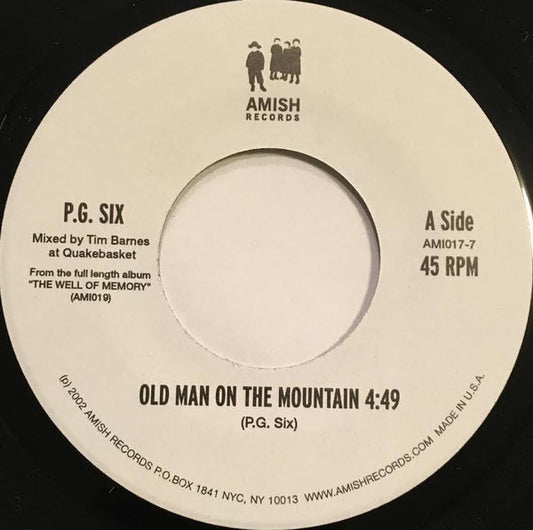 AMISH
RECORDS
P.G. SIX
Mixed by Tim Barnes
at Quakebasket
From the full length album
"THE WELL OF MEMORY"
(AMI019)
A Side
AMI017-7
45 RPM
OLD MAN ON THE MOUNTAIN 4:49
(P.G. Six)
(p) 2002 AMISH RECORDS P.O.BOX 1841 NYC, NY 10013 WWW.AMISHRECORDS.COM MADE IN U.S.A.